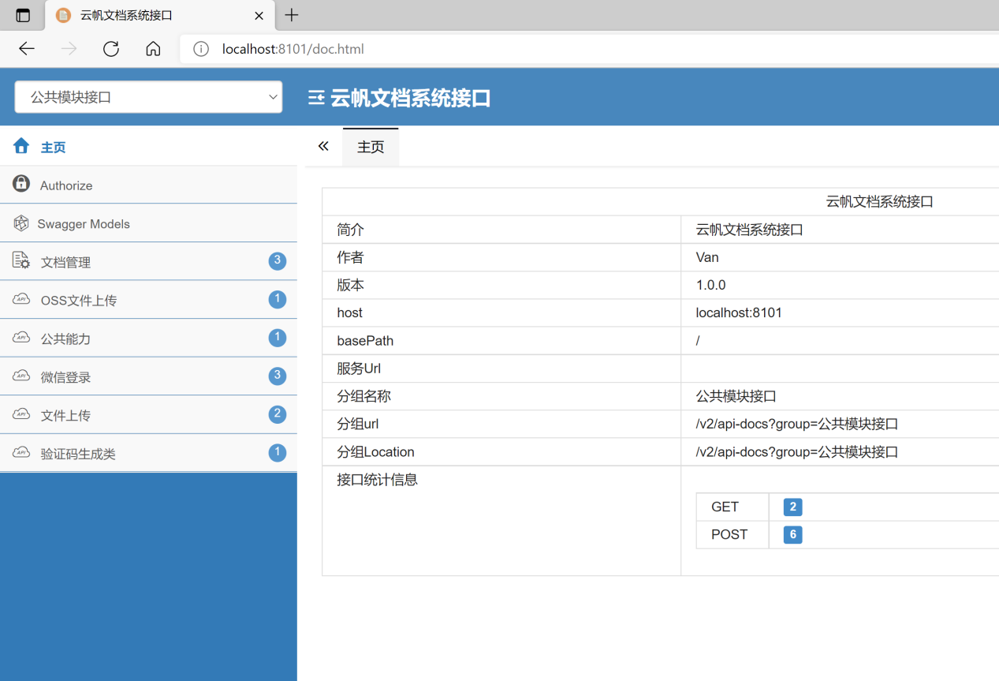 云帆文档系统接口
localhost:8101/doc.html
公共模块接口
云帆文档系统接口
主页
Authorize
Swagger Models
文档管理 3
OSS文件上传 1
公共能力 1
微信登录 3
文件上传 2
验证码生成类 1
主页
云帆文档系统接口
简介 云帆文档系统接口
作者 Van
版本 1.0.0
host localhost:8101
basePath /
服务Url
分组名称 公共模块接口
分组url /v2/api-docs?group=公共模块接口
分组Location /v2/api-docs?group=公共模块接口
接口统计信息
GET 2
POST 6